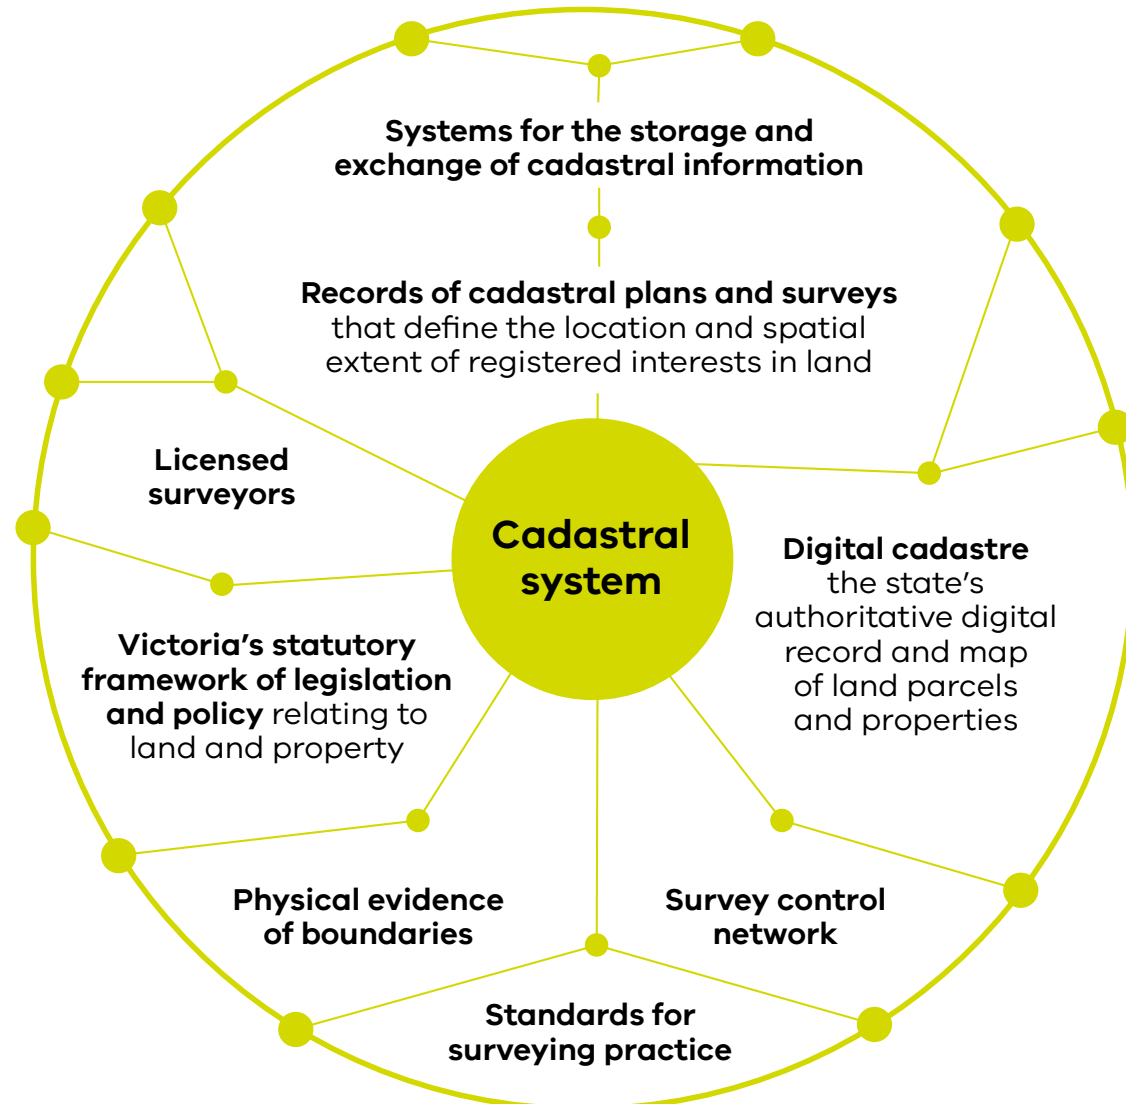 Systems for the storage and
exchange of cadastral information
Records of cadastral plans and surveys
that define the location and spatial
extent of registered interests in land
Licensed
surveyors
Cadastral
system
Digital cadastre
the state’s
authoritative digital
record and map
of land parcels
and properties
Victoria’s statutory
framework of legislation
and policy relating to
land and property
Physical evidence
of boundaries
Survey control
network
Standards for
surveying practice